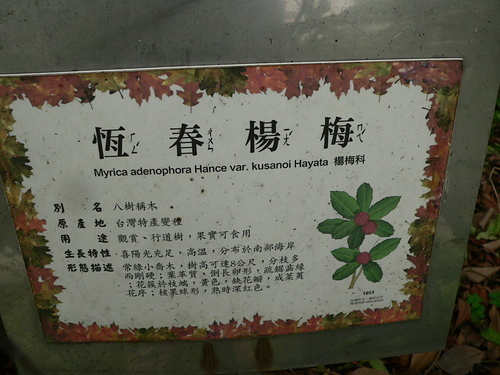 恆春楊梅
Myrica adenophora Hance var. kusanoi Hayata 楊梅科
別名 八樹稱木
原產地 台灣特產變種
用途 觀賞，行道樹，果實可食用
生長特性 喜陽光充足，高溫，分布於南部海岸
形態描述 常綠小喬木，樹高可達8公尺，分枝多
而剛硬；葉革質，倒長卵形，疏鋸齒緣
；花簇於枝端，黃色，缺花瓣，成葇荑
花序；核果球形，熟時深紅色。